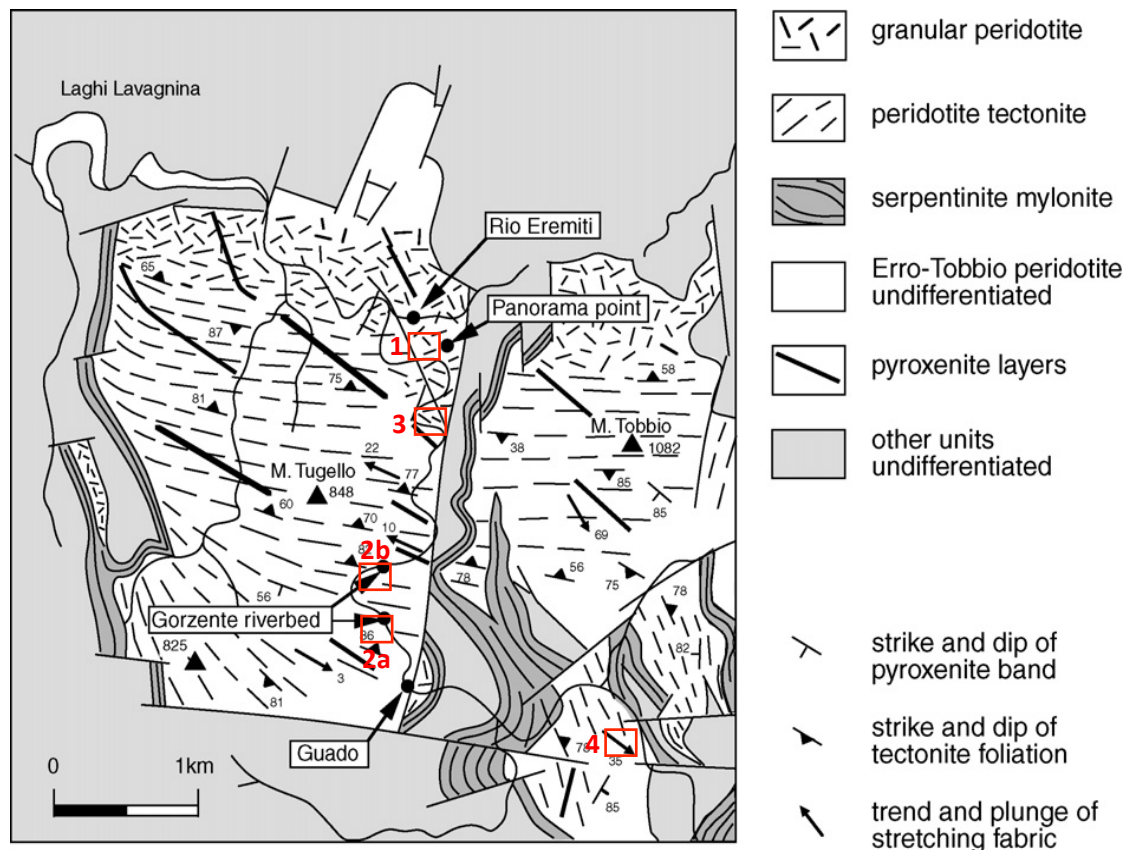 Laghi Lavagnina
Rio Eremiti
Panorama point
65
87
1
58
75
81
3
M. Tobbio
1082
38
22
M. Tugello
848
77
85
60
85
70
10
69
2b
78
56
75
56
78
Gorzente riverbed
86
825
2a
82
3
81
Guado
4
78
35
85
0
1km
granular peridotite
peridotite tectonite
serpentinite mylonite
Erro-Tobbio peridotite
undifferentiated
pyroxenite layers
other units
undifferentiated
strike and dip of
pyroxenite band
strike and dip of
tectonite foliation
trend and plunge of
stretching fabric